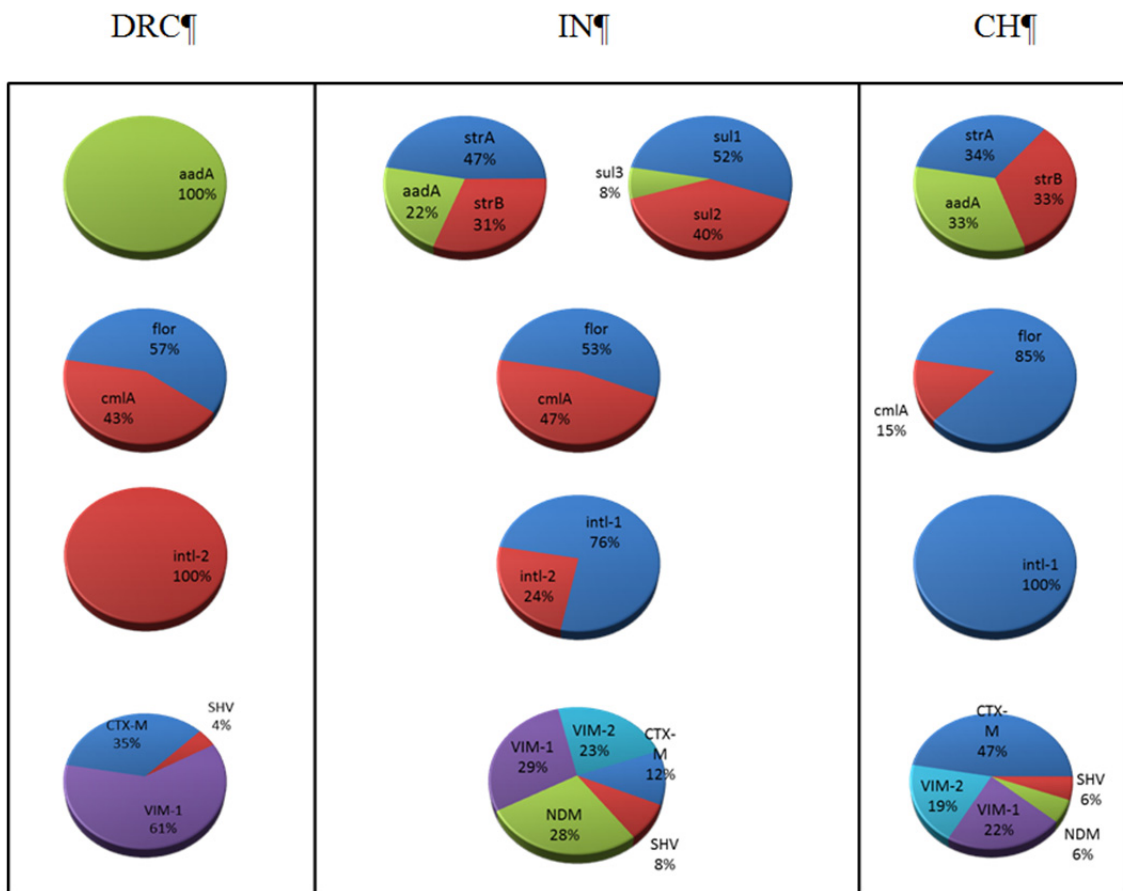 DRC¶
IN¶
CH¶
aadA
100%
strA
47%
aadA
22%
strB
31%
sul1
52%
sul3
8%
sul2
40%
strA
34%
strB
33%
aadA
33%
flor
57%
cmlA
43%
flor
53%
cmlA
47%
flor
85%
cmlA
15%
intl-2
100%
intl-1
76%
intl-2
24%
intl-1
100%
CTX-M
35%
SHV
4%
VIM-1
61%
VIM-2
23%
CTX-
M
12%
VIM-1
29%
NDM
28%
SHV
8%
CTX-
M
47%
SHV
6%
VIM-2
19%
VIM-1
22%
NDM
6%